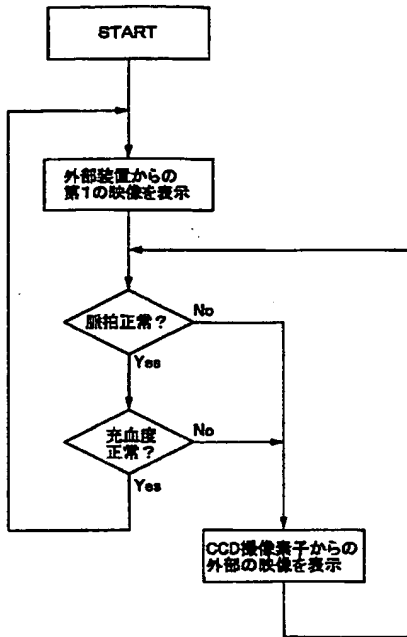 START
外部装置からの
第1の映像を表示
脈拍正常?
No
Yes
充血度
正常?
No
Yes
CCD撮像素子からの
外部の映像を表示